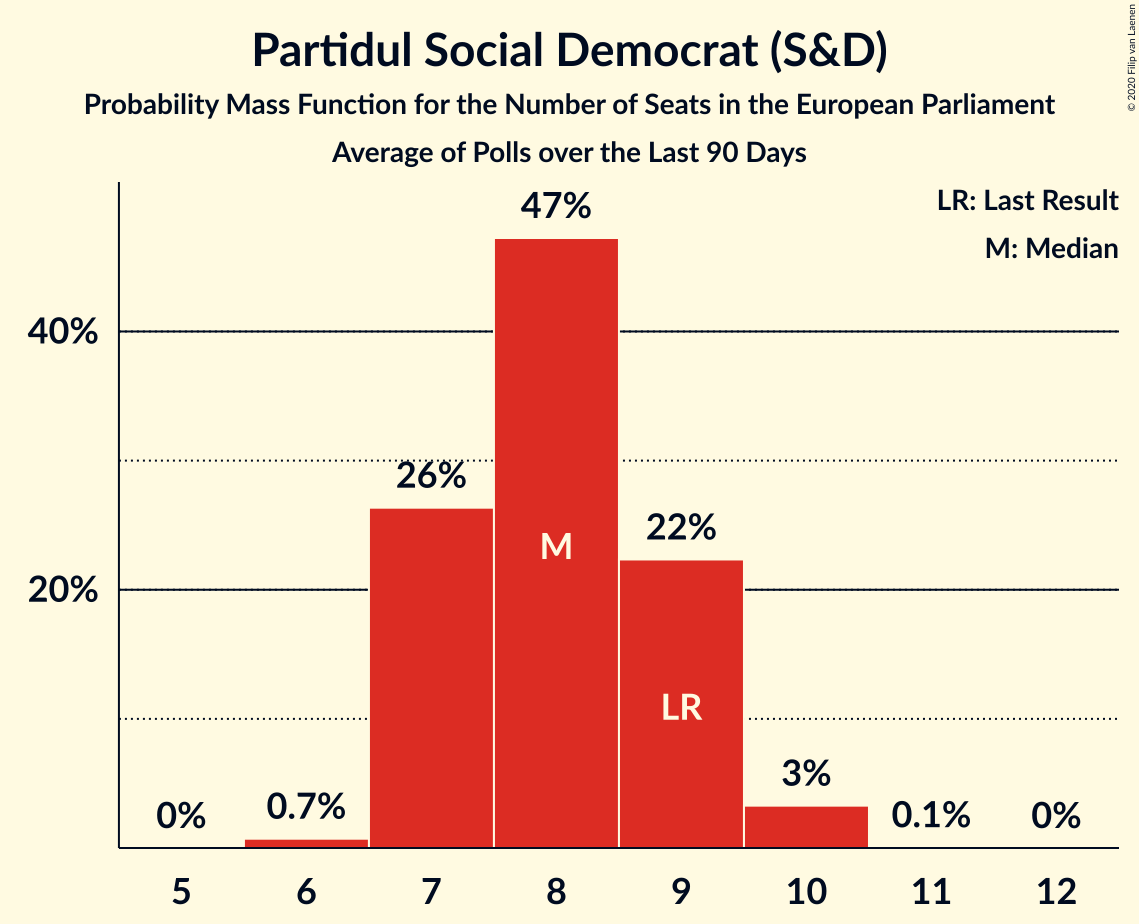 Partidul Social Democrat (S&D)
Probability Mass Function for the Number of Seats in the European Parliament
Average of Polls over the Last 90 Days
© 2020 Filip van Laenen
LR: Last Result
M: Median
47%
40%
26%
22%
M
20%
LR
3%
0%
0.7%
0.1%
0%
5 6 7 8 9 10 11 12